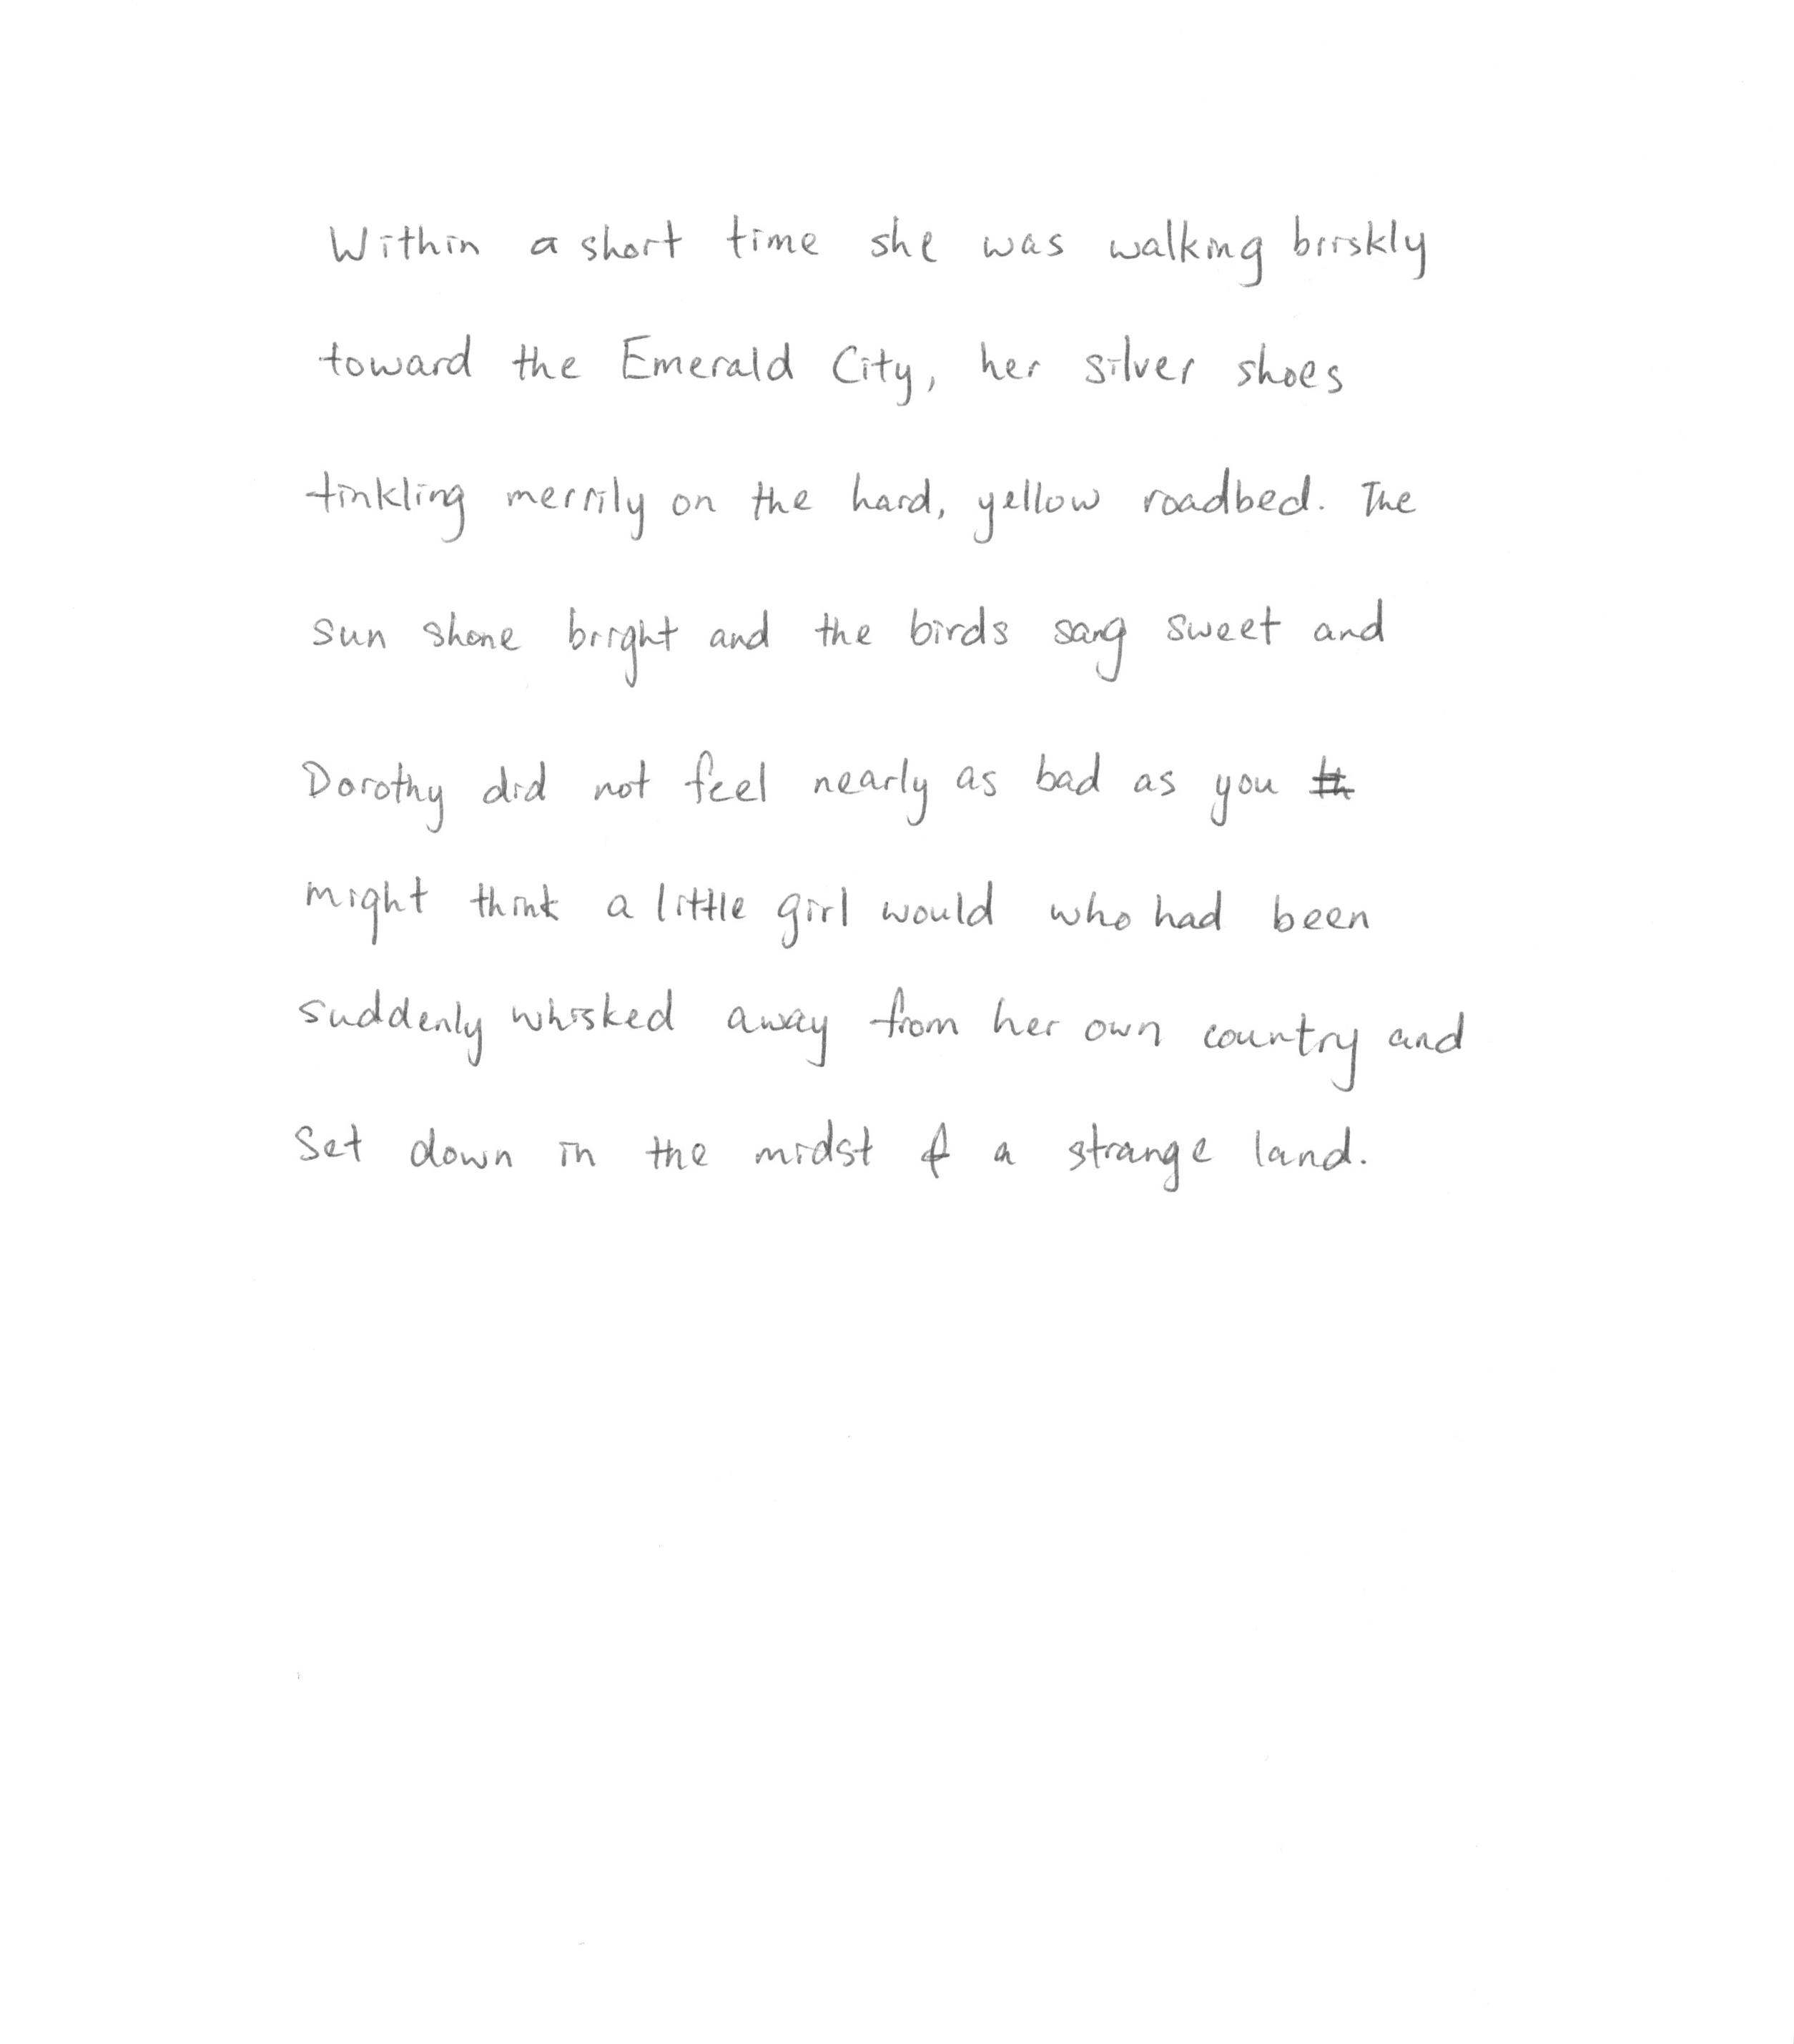 Within a short time she was walking briskly
toward the Emerald City, her silver shoes
tinkling merrily on the hard, yellow roadbed. The
sun shone bright and the birds sang sweet and
Dorothy did not feel nearly as bad as you
might think a little girl would who had been
suddenly whisked away from her own country and
set down in the midst of a strange land.